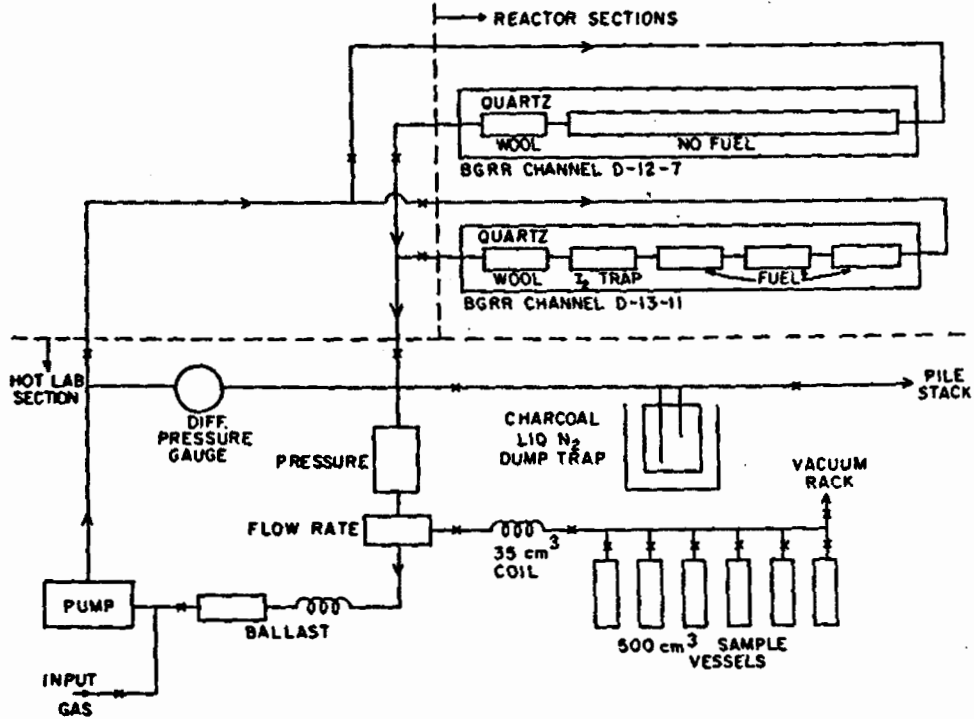 REACTOR SECTIONS
QUARTZ
WOOL
NO FUEL
BGRR CHANNEL D-12-7
QUARTZ
WOOL
I₂ TRAP
FUEL
BGRR CHANNEL D-13-11
HOT LAB
SECTION
DIFF.
PRESSURE
GAUGE
PILE
STACK
CHARCOAL
LIQ N₂
DUMP TRAP
PRESSURE
VACUUM
RACK
FLOW RATE
35 cm³
COIL
PUMP
BALLAST
500 cm³ SAMPLE
VESSELS
INPUT
GAS